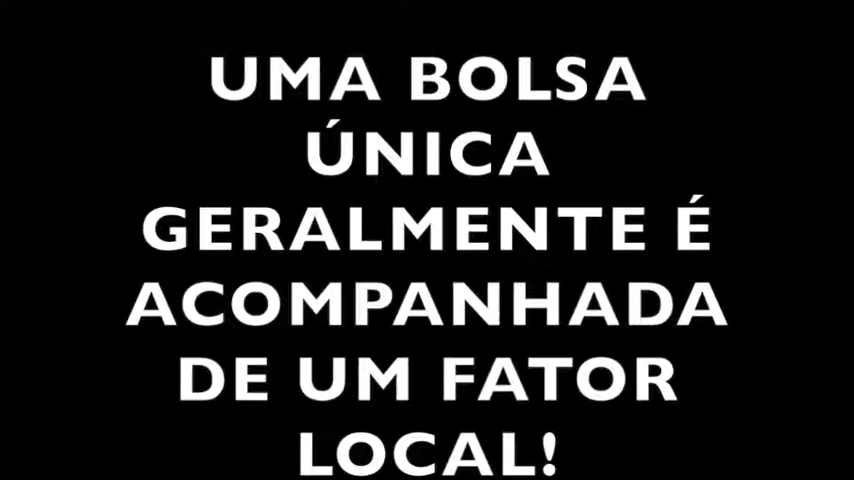 UMA BOLSA
ÚNICA
GERALMENTE É
ACOMPANHADA
DE UM FATOR
LOCAL!